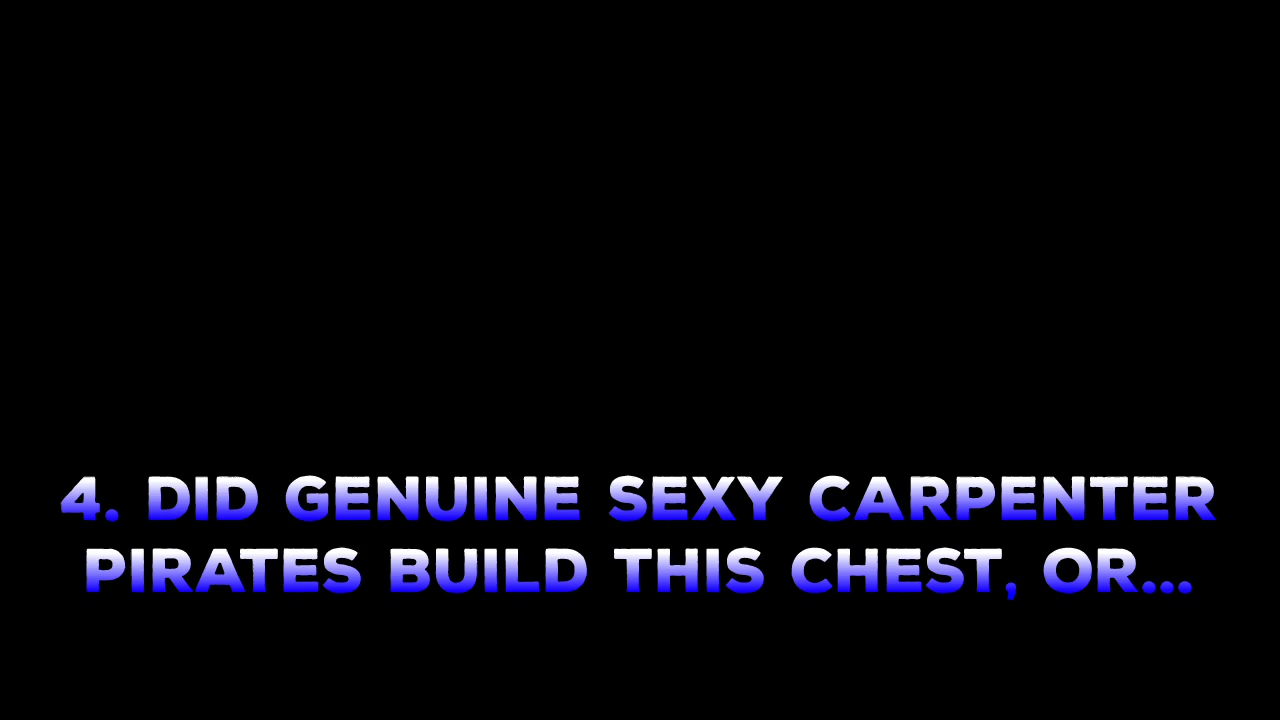 4. DID GENUINE SEXY CARPENTER
PIRATES BUILD THIS CHEST, OR...